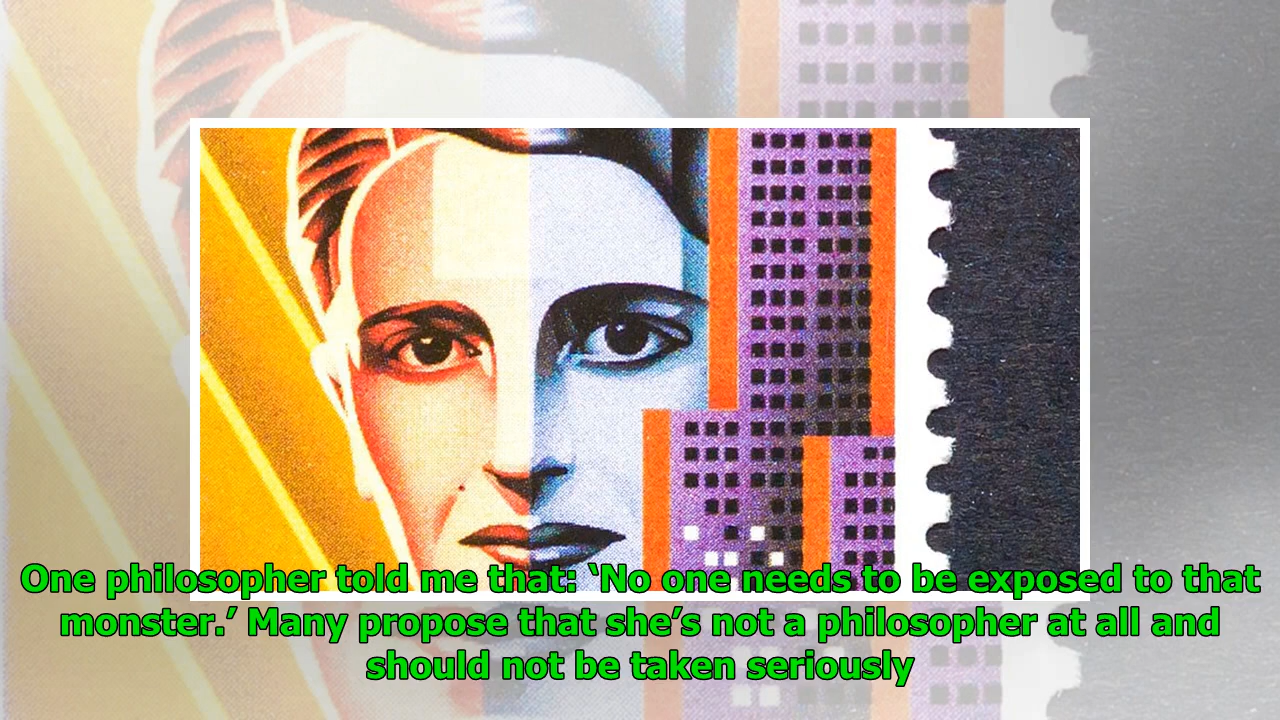 One philosopher told me that: ‘No one needs to be exposed to that
monster.’ Many propose that she’s not a philosopher at all and
should not be taken seriously